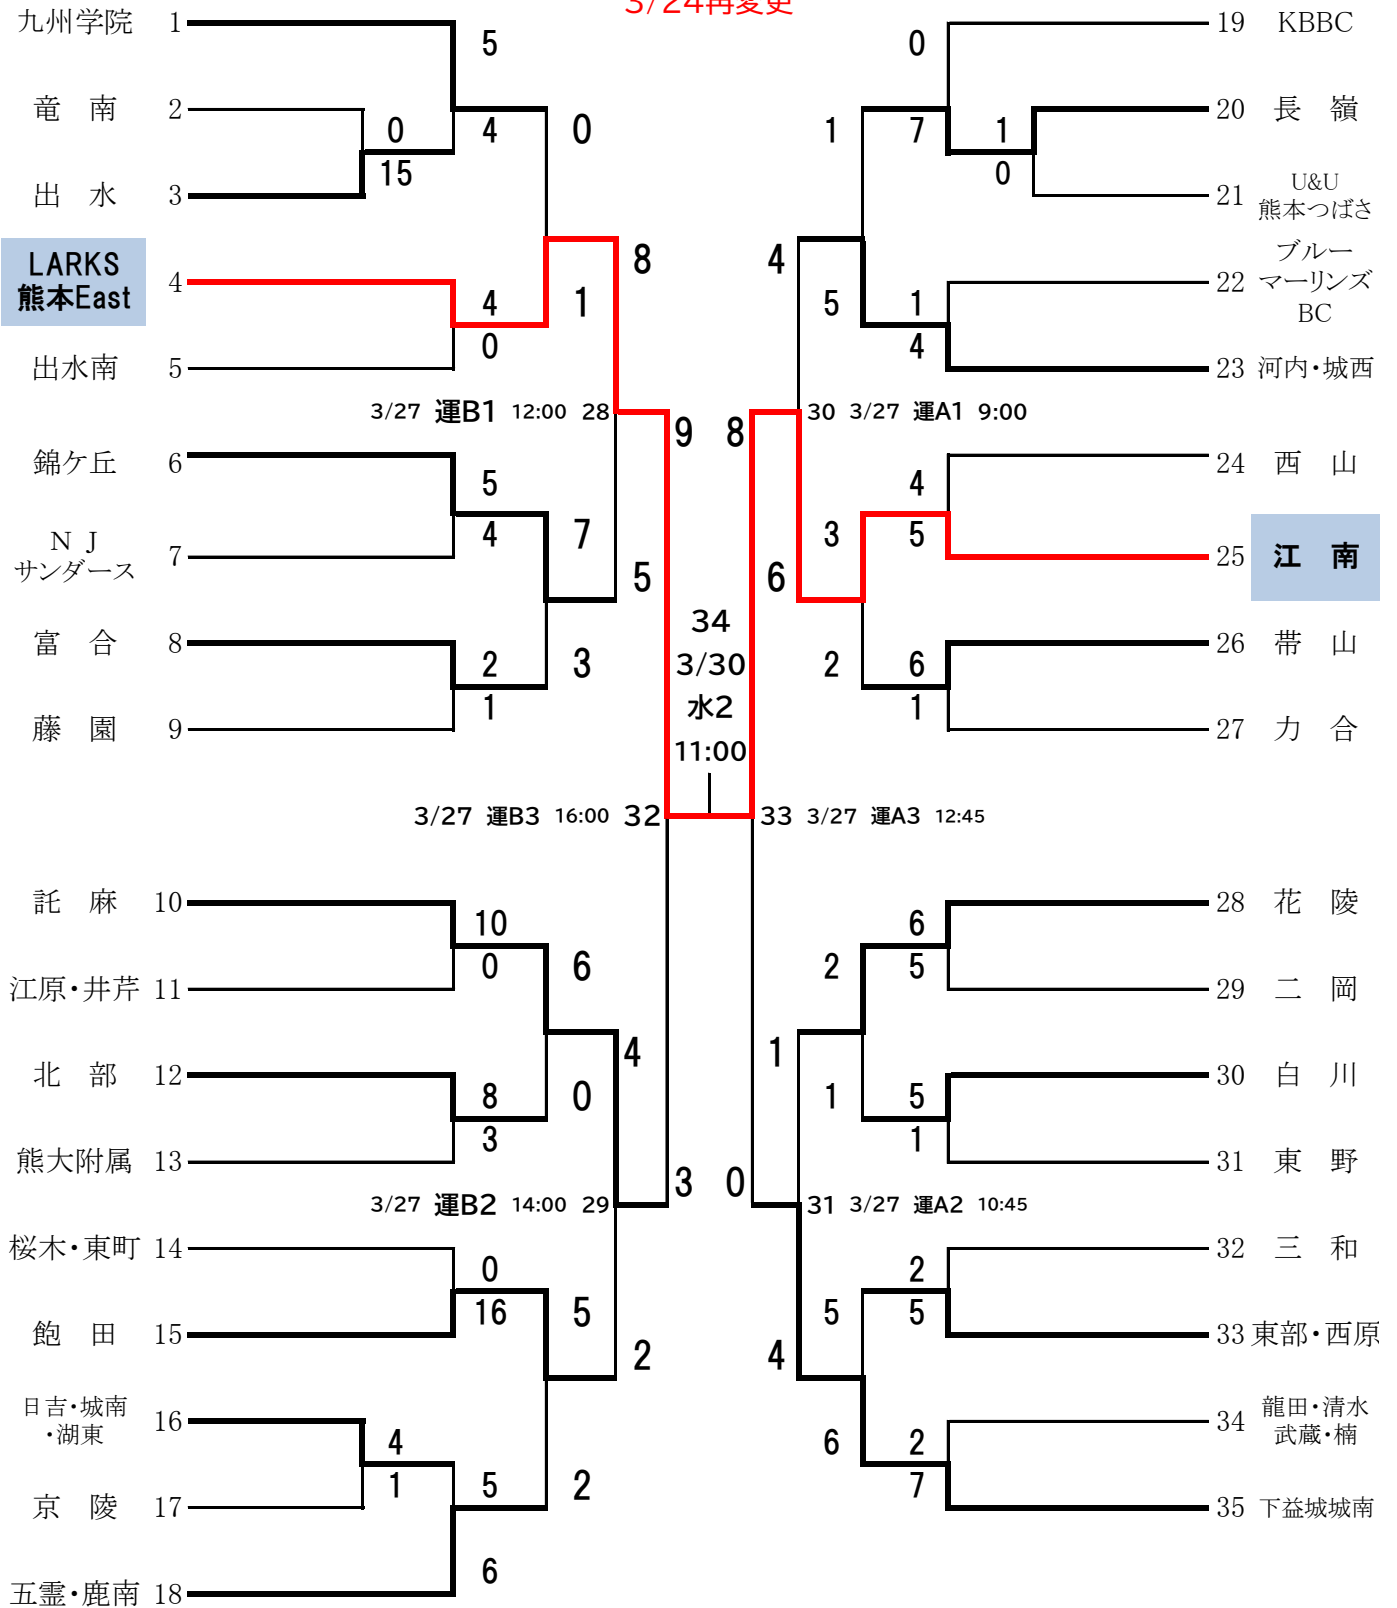 3/24再変更
九州学院 1
5
竜 南 2
0
4
0
15
出 水 3
LARKS
熊本East
4
8
4
1
0
出水南 5
3/27 運B1 12:00 28
9
錦ケ丘 6
5
4
7
N J
サンダース
7
5
富 合 8
2
3
1
藤 園 9
34
3/30
水2
11:00
3/27 運B3 16:00 32
託 麻 10
10
0
6
江原・井芹 11
4
北 部 12
8
0
3
熊大附属 13
3
3/27 運B2 14:00 29
桜木・東町 14
0
16
5
飽 田 15
2
日吉・城南
・湖東
16
4
1
5
2
京 陵 17
6
五霊・鹿南 18
19 KBBC
0
20 長 嶺
1
7
1
0
21 U&U
熊本つばさ
4
22 ブルー
マーリンズ
BC
5
1
4
23 河内・城西
30 3/27 運A1 9:00
8
24 西 山
4
3
5
25 江 南
6
26 帯 山
2
6
1
27 力 合
33 3/27 運A3 12:45
28 花 陵
6
2
5
29 二 岡
1
30 白 川
1
5
1
31 東 野
0
31 3/27 運A2 10:45
32 三 和
2
5
5
33 東部・西原
4
34 龍田・清水
武蔵・楠
6
2
7
35 下益城城南